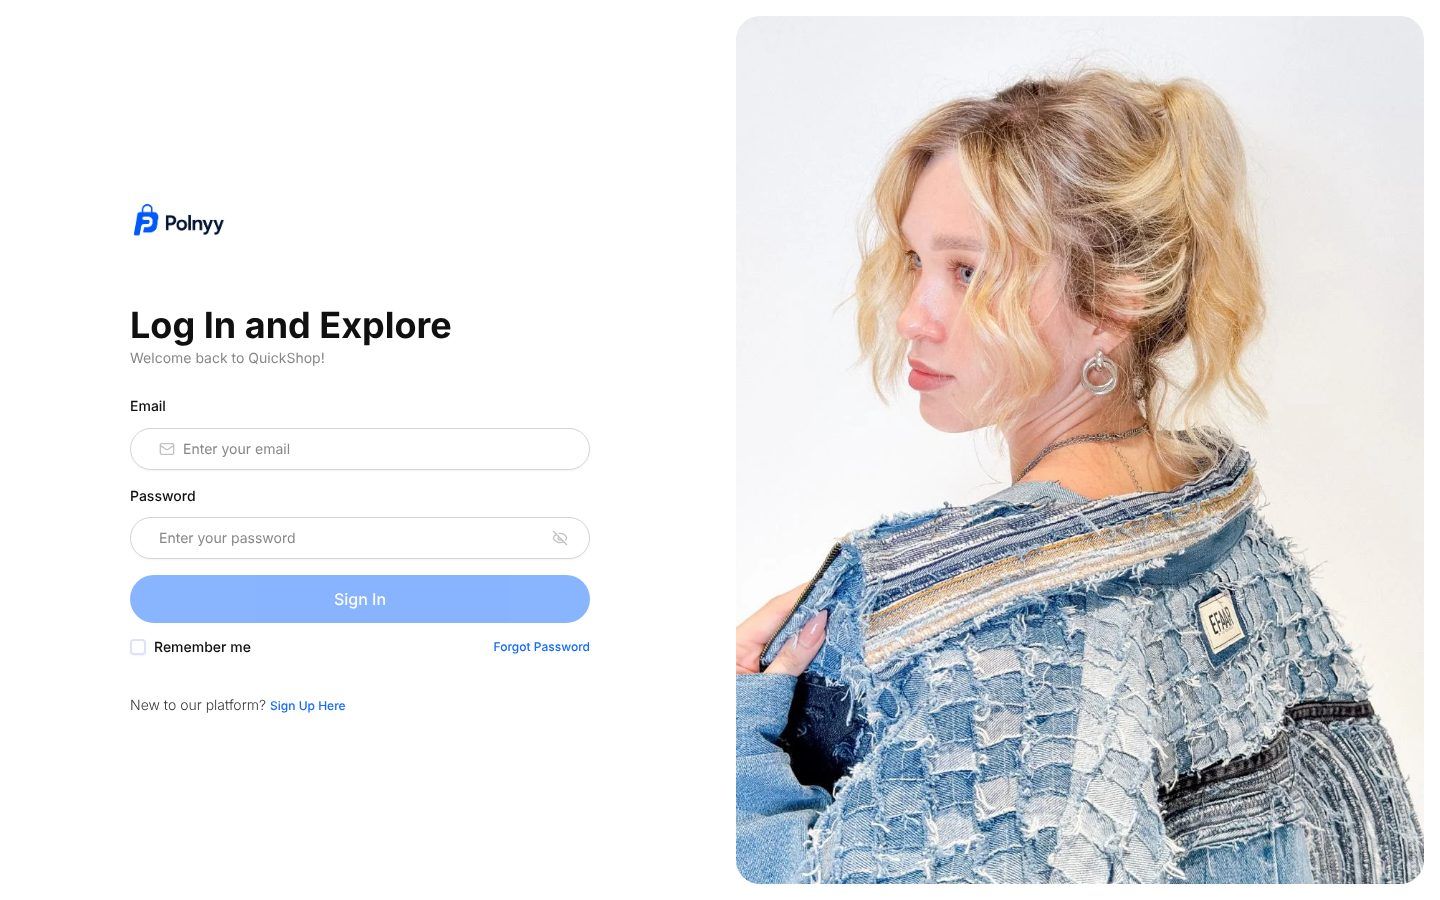 Polnyy
Log In and Explore
Welcome back to QuickShop!
Email
Enter your email
Password
Enter your password
Sign In
Remember me
Forgot Password
New to our platform? Sign Up Here
EFAAR